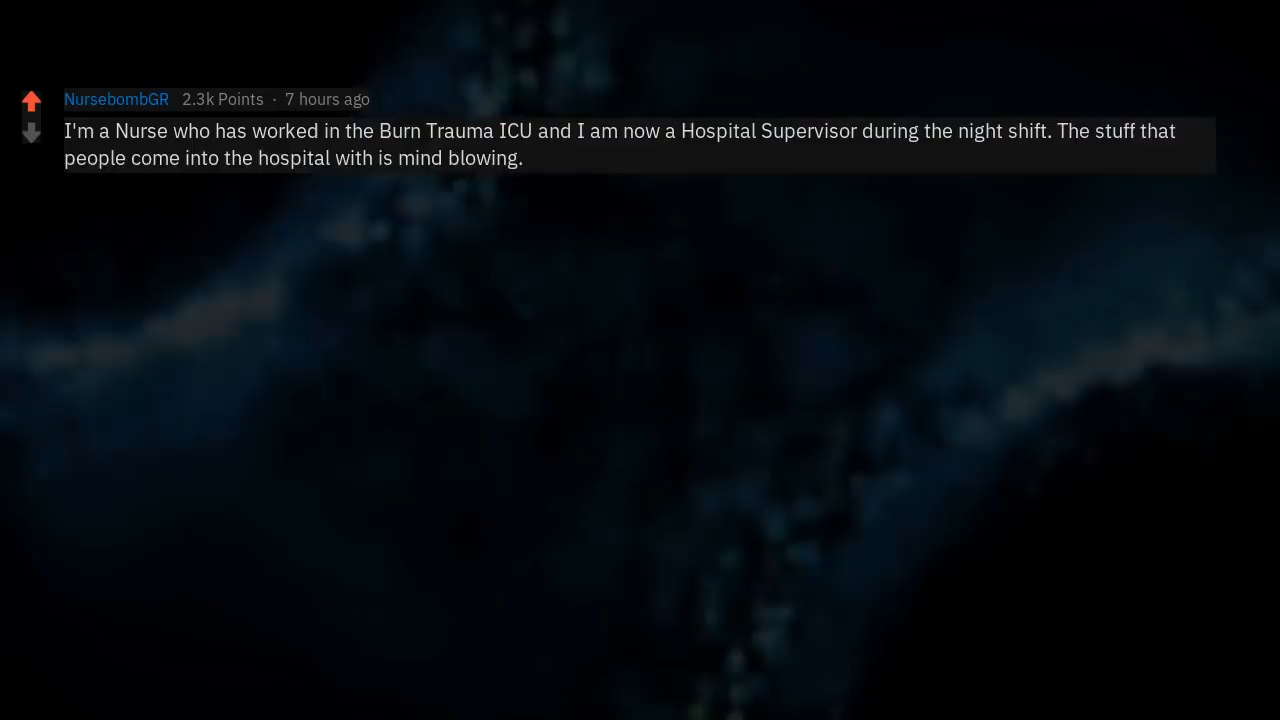 NursebombGR 2.3k Points · 7 hours ago
I'm a Nurse who has worked in the Burn Trauma ICU and I am now a Hospital Supervisor during the night shift. The stuff that
people come into the hospital with is mind blowing.